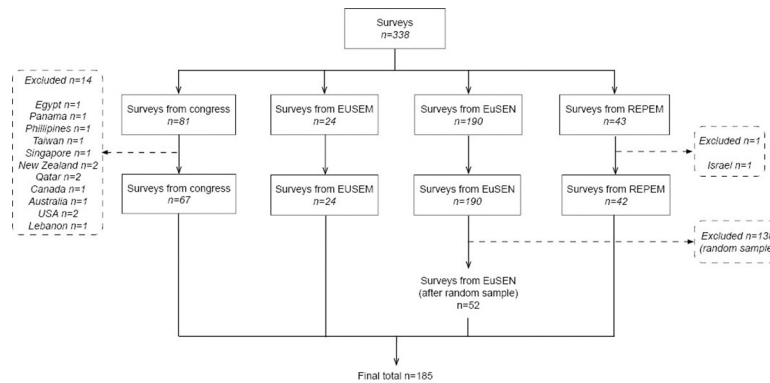 Surveys
n=338
Excluded n=14
Egypt n=1
Panama n=1
Phillipines n=1
Taiwan n=1
Singapore n=1
New Zealand n=2
Qatar n=2
Canada n=1
Australia n=1
USA n=2
Lebanon n=1
Surveys from congress
n=81
Surveys from EUSEM
n=24
Surveys from EuSEN
n=190
Surveys from REPEM
n=43
Excluded n=1
Israel n=1
Surveys from congress
n=67
Surveys from EUSEM
n=24
Surveys from EuSEN
n=190
Surveys from REPEM
n=42
Excluded n=13
(random sample
Surveys from EuSEN
(after random sample)
n=52
Final total n=185